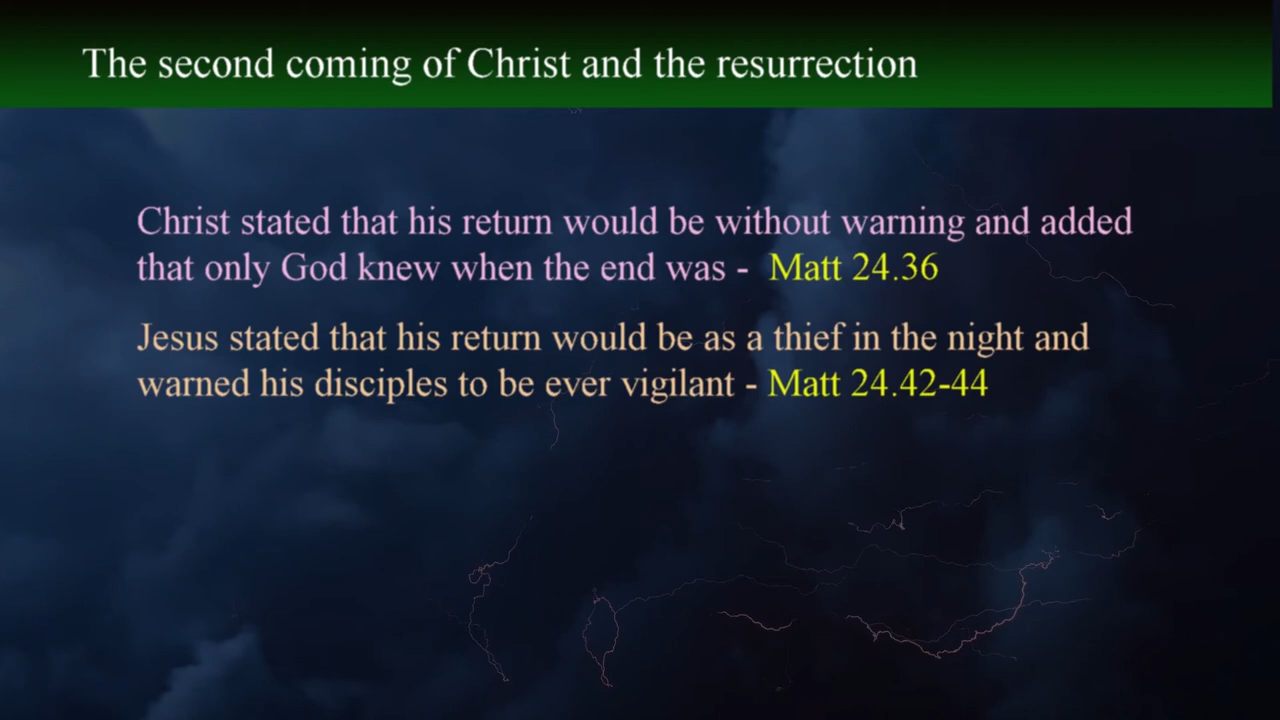 The second coming of Christ and the resurrection
Christ stated that his return would be without warning and added
that only God knew when the end was - Matt 24.36
Jesus stated that his return would be as a thief in the night and
warned his disciples to be ever vigilant - Matt 24.42-44